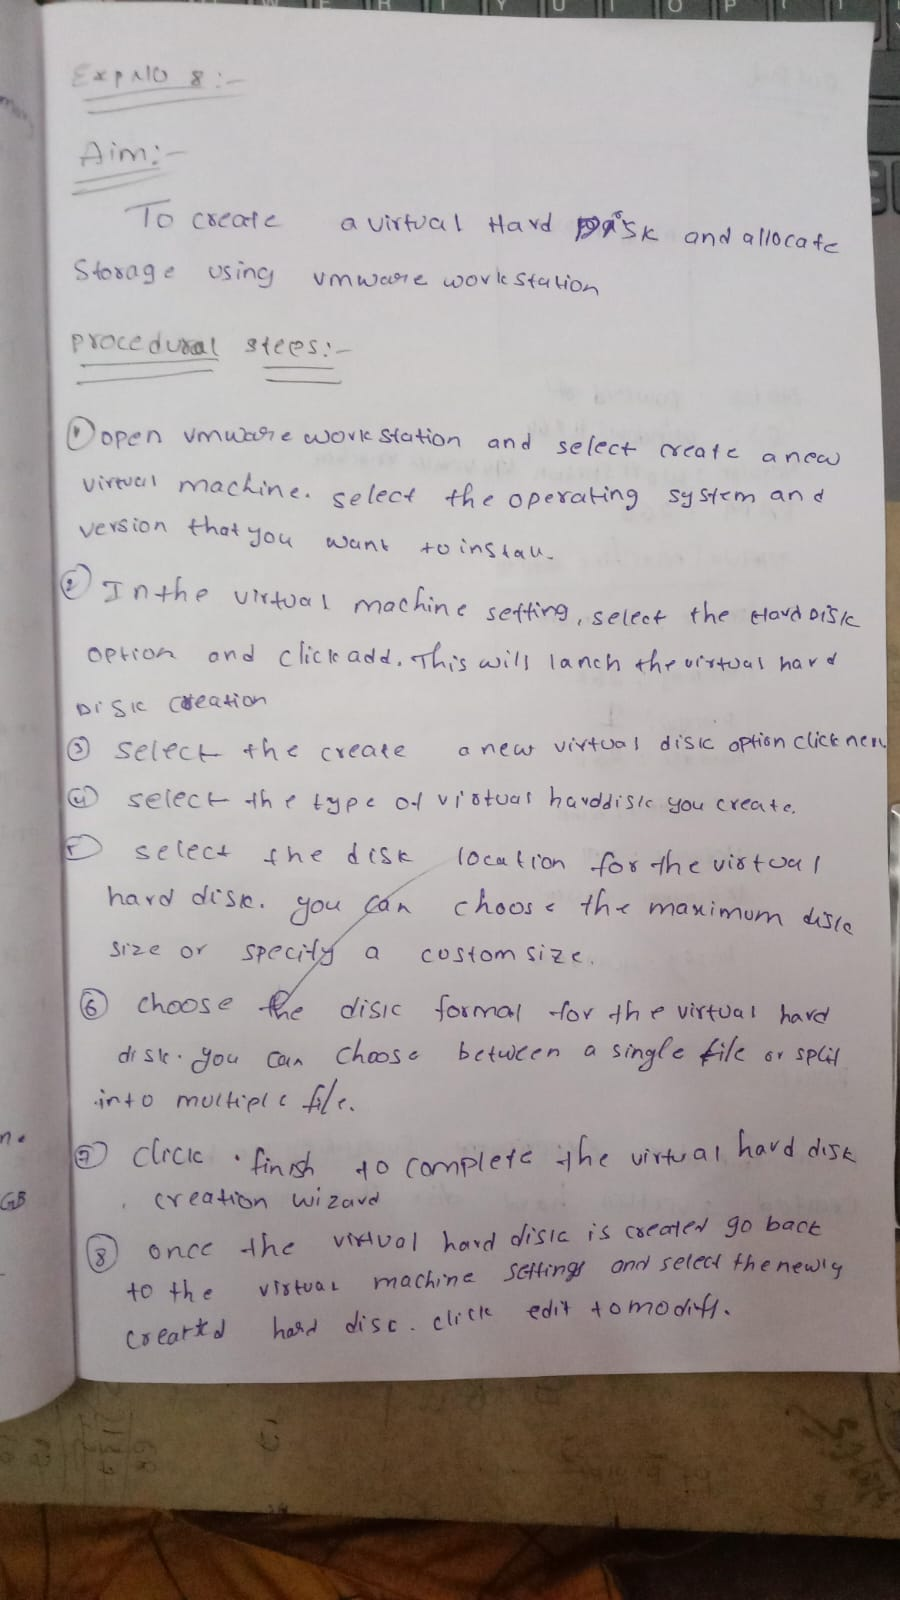 Exp NO 8 :-
Aim:-
To create a virtual Hard Disk and allocate
Storage using vmware workstation
procedural stees:-
① open vmware workstation and select create a new
virtual machine. select the operating system and
version that you want to install.
② In the virtual machine setting, select the Hard Disk
option and click add. This will lanch the virtual hard
Disk creation
③ select the create a new virtual disk option click nex
④ select the type of virtual harddisk you create.
⑤ select the disk location for the virtual
hard disk. you can choose the maximum disk
size or specify a custom size.
⑥ choose the disk format for the virtual hard
disk. you can choose between a single file or split
into multiple file.
⑦ click . finish to complete the virtual hard disk
creation wizard
⑧ once the virtual hard disk is created go back
to the virtual machine settings and select the newly
created hard disc. click edit to modiff.
GB